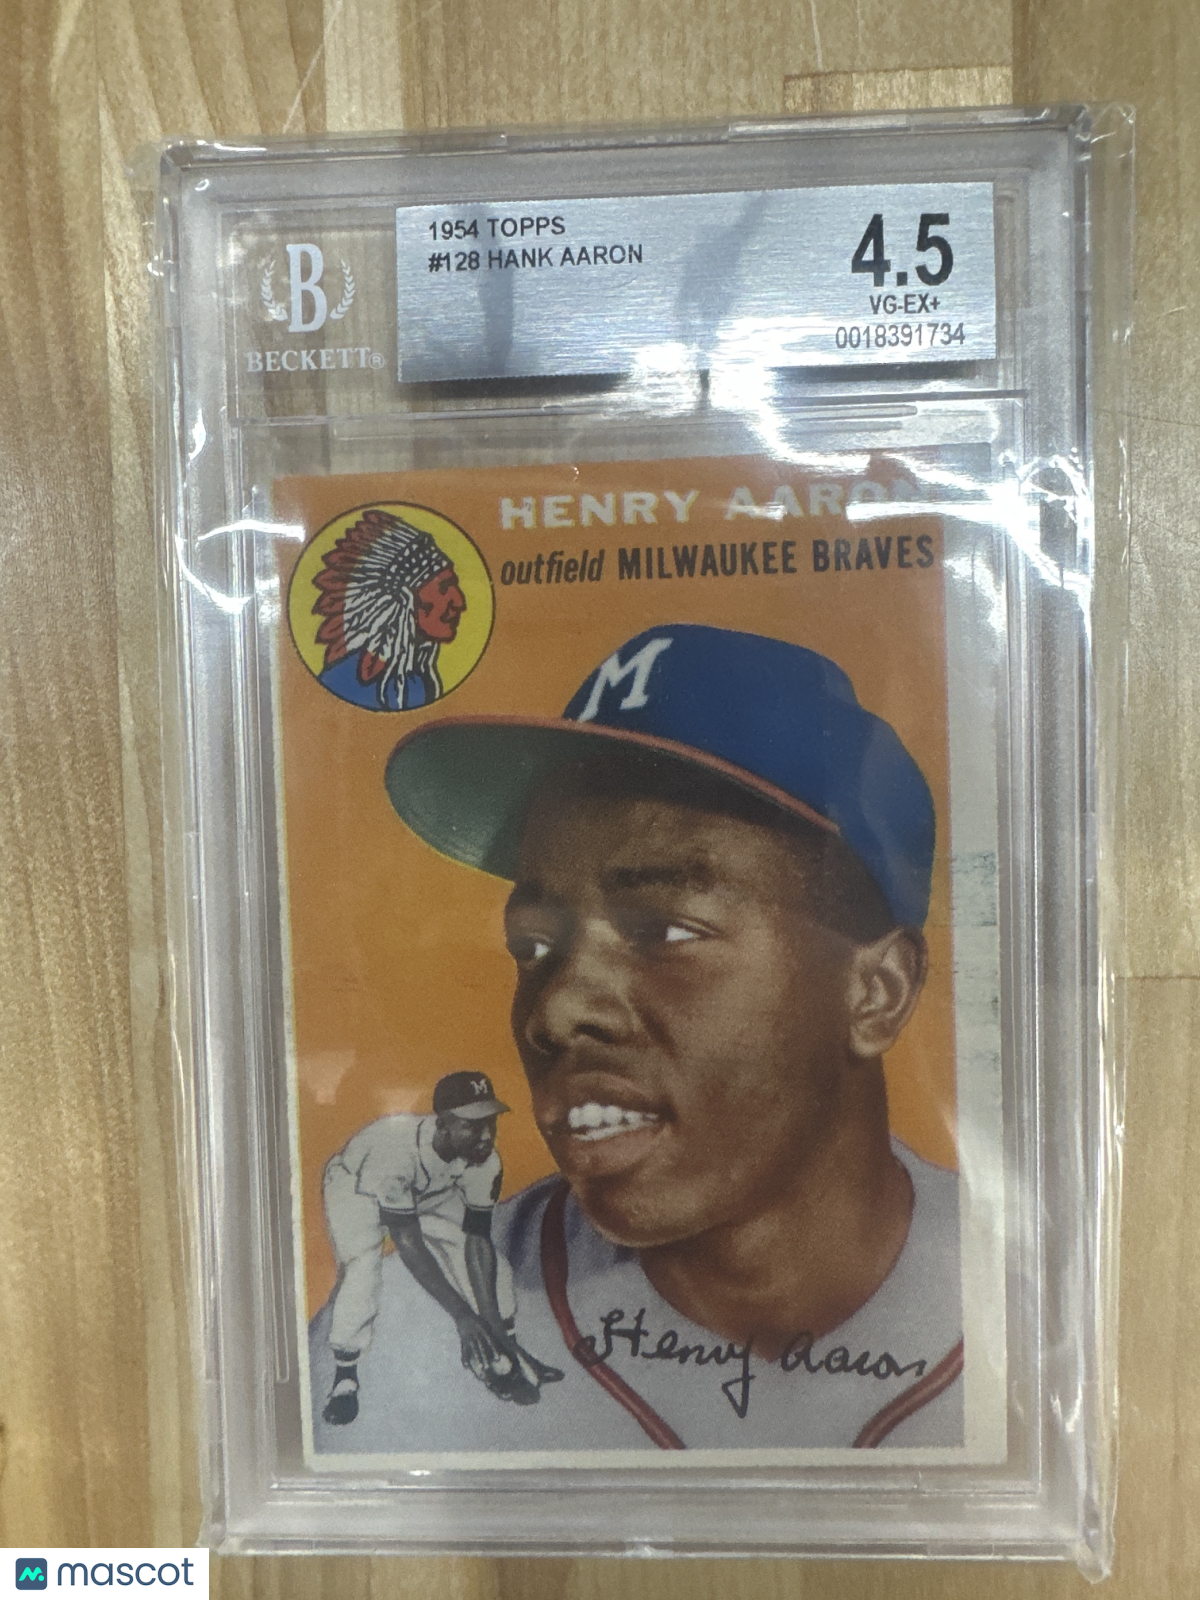 1954 TOPPS
#128 HANK AARON
4.5
VG-EX+
0018391734
B
BECKETT®
HENRY AARON
outfield MILWAUKEE BRAVES
M
M
Henry Aaron
mascot